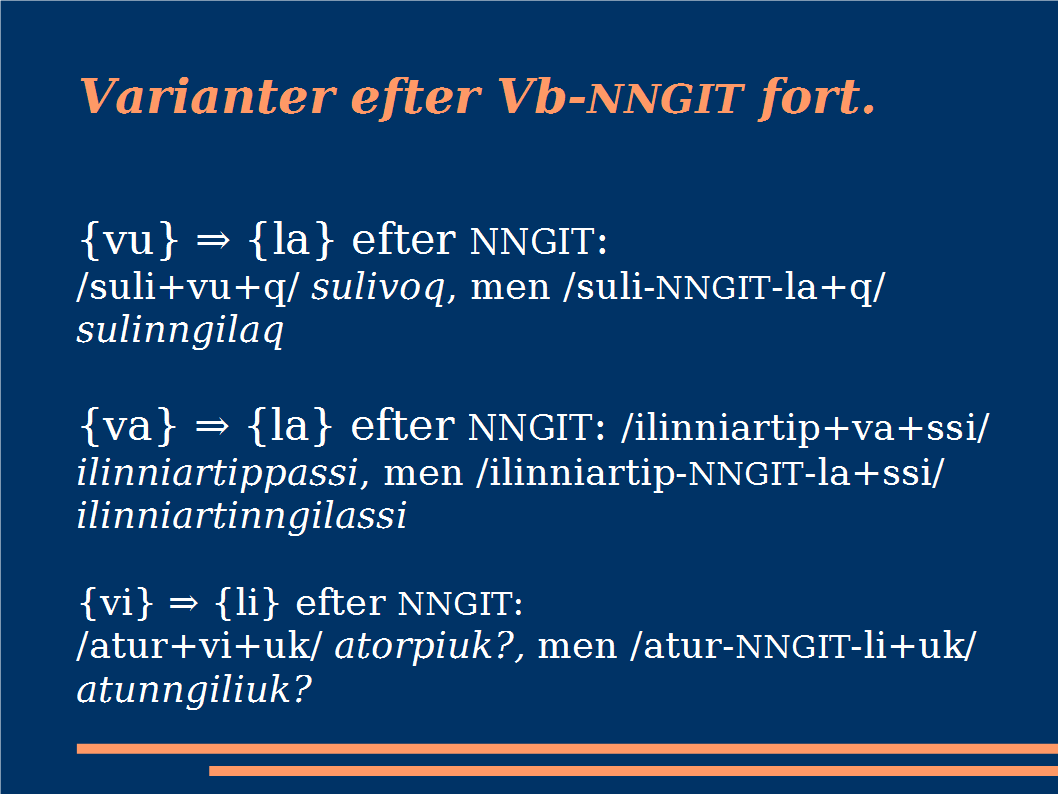 Varianter efter Vb-NNGIT fort.
{vu} ⇒ {la} efter NNGIT:
/suli+vu+q/ sulivoq, men /suli-NNGIT-la+q/
sulinngilaq
{va} ⇒ {la} efter NNGIT: /ilinniartip+va+ssi/
ilinniartippassi, men /ilinniartip-NNGIT-la+ssi/
ilinniartinngilassi
{vi} ⇒ {li} efter NNGIT:
/atur+vi+uk/ atorpiuk?, men /atur-NNGIT-li+uk/
atunngiliuk?